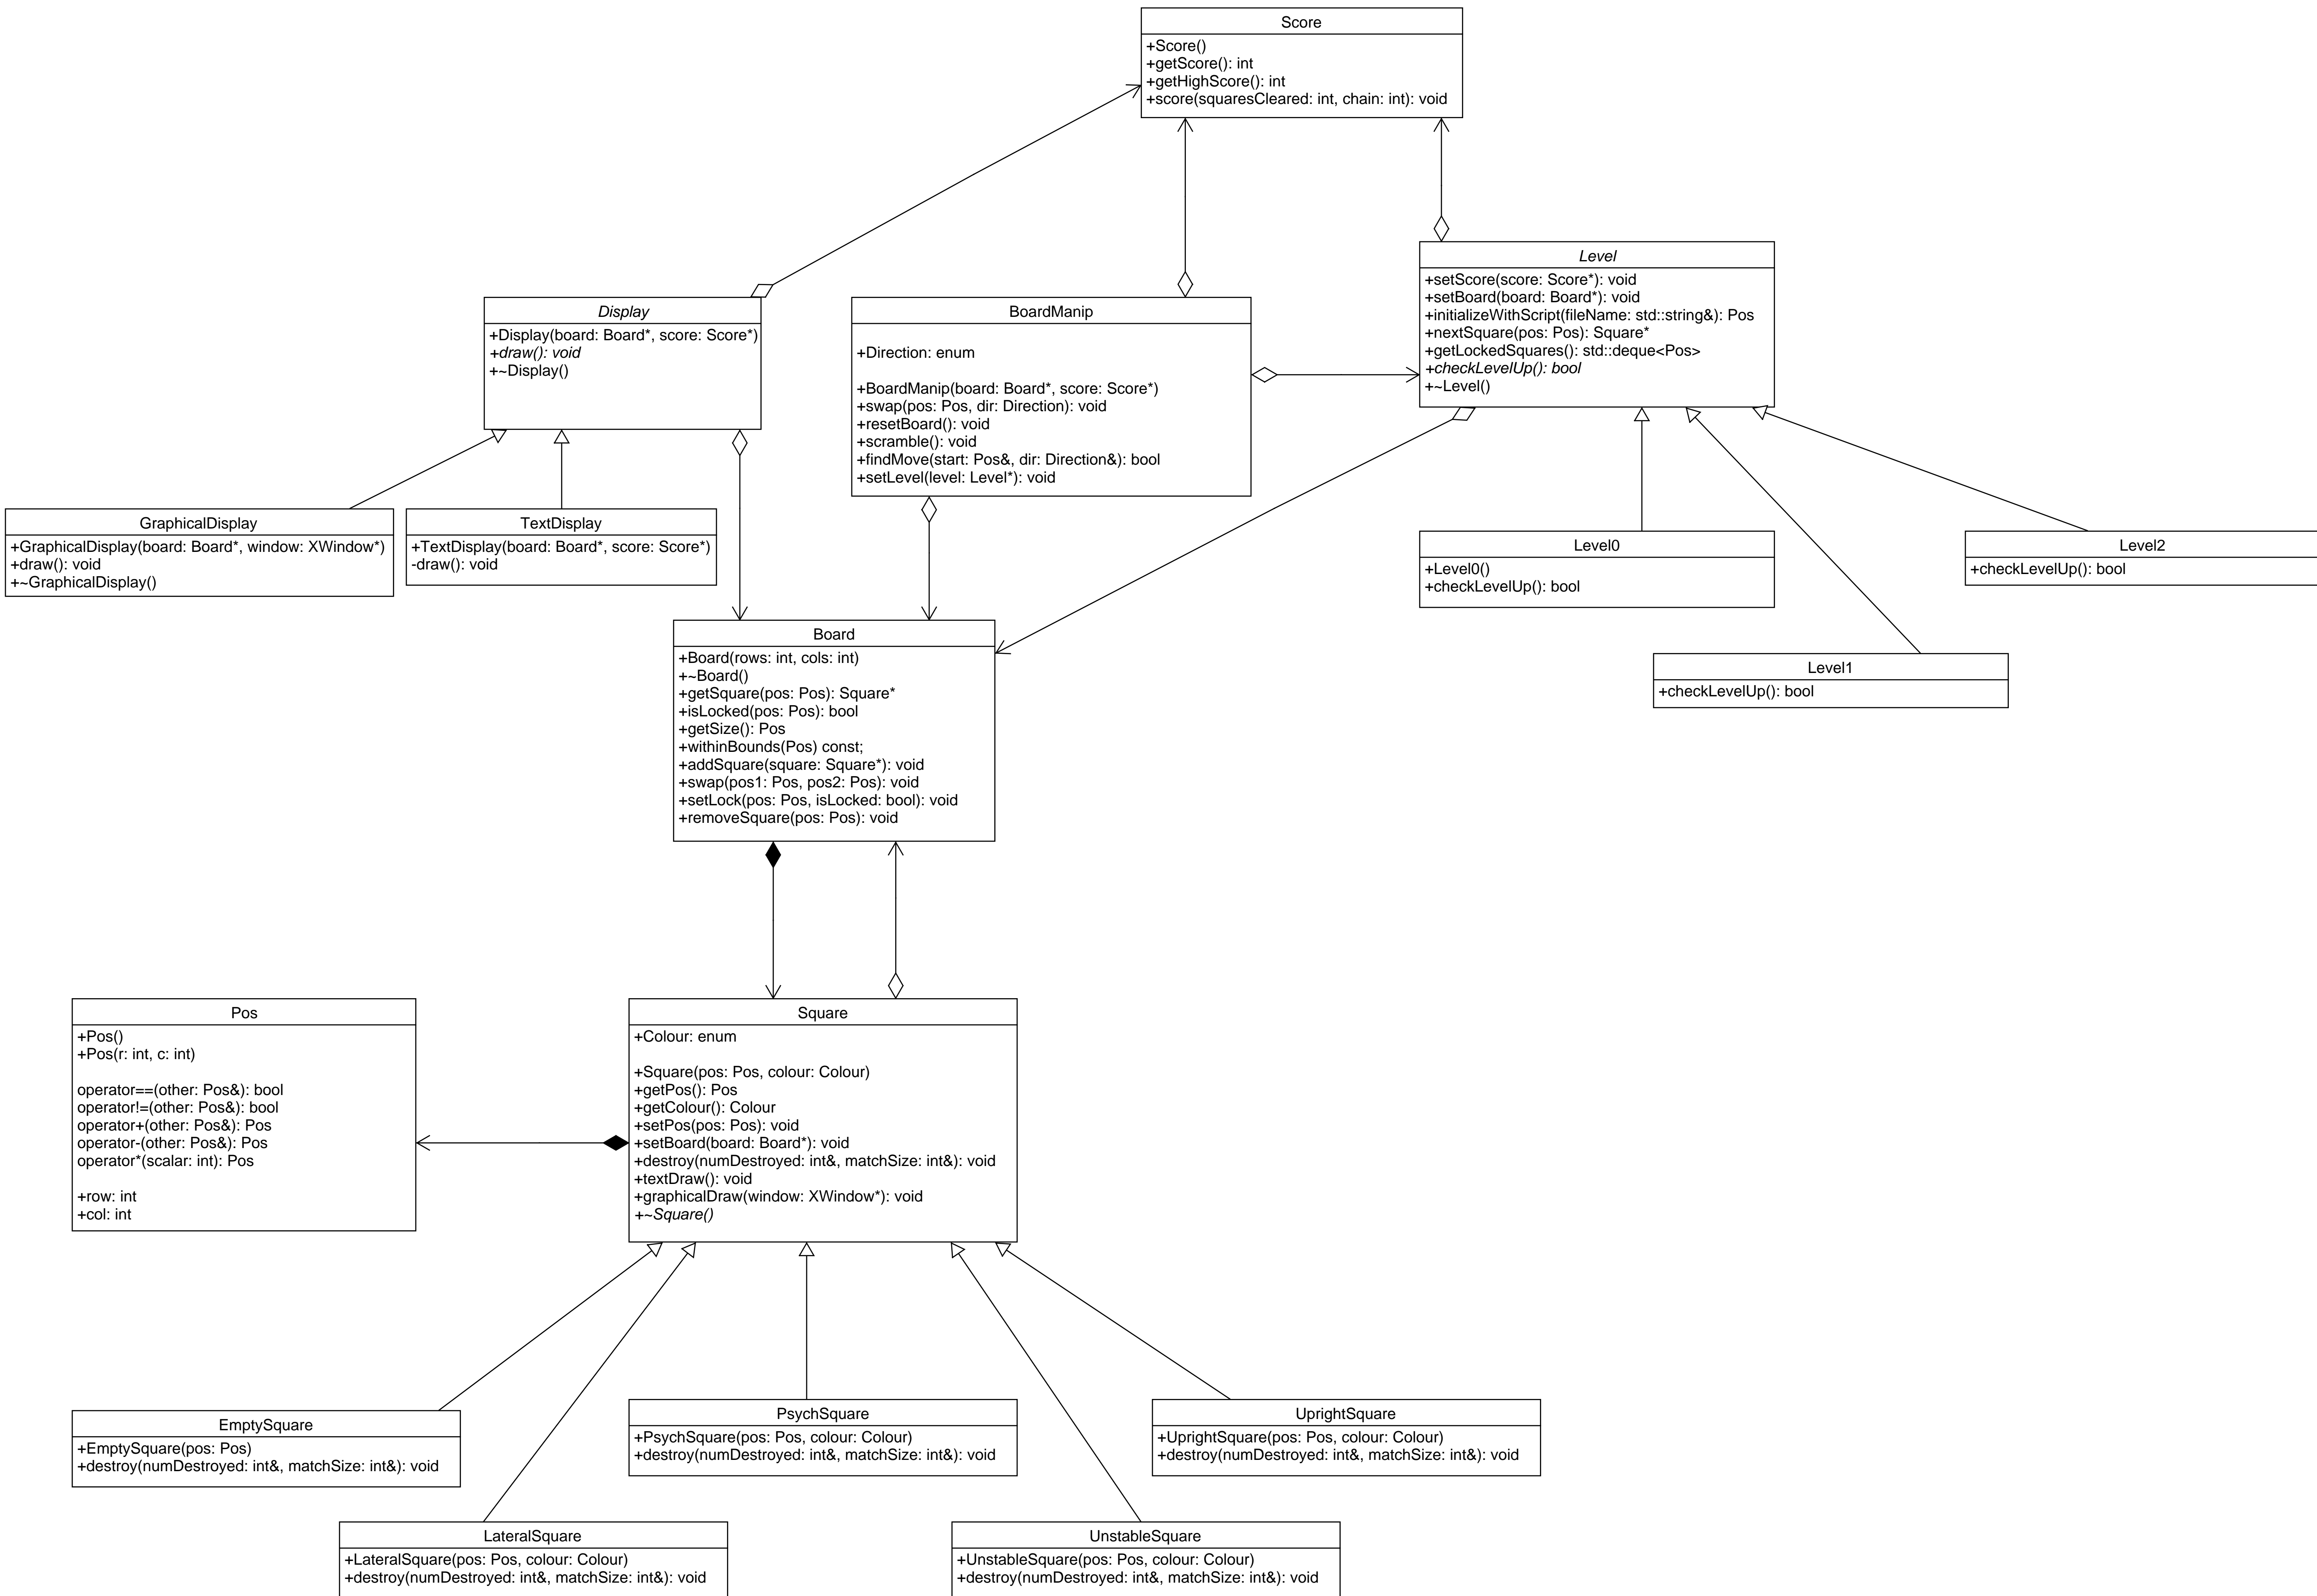 Score
+Score()
+getScore(): int
+getHighScore(): int
+score(squaresCleared: int, chain: int): void
Level
+setScore(score: Score*): void
+setBoard(board: Board*): void
+initializeWithScript(fileName: std::string&): Pos
+nextSquare(pos: Pos): Square*
+getLockedSquares(): std::deque<Pos>
+checkLevelUp(): bool
+~Level()
Display
+Display(board: Board*, score: Score*)
+draw(): void
+~Display()
BoardManip
+Direction: enum
+BoardManip(board: Board*, score: Score*)
+swap(pos: Pos, dir: Direction): void
+resetBoard(): void
+scramble(): void
+findMove(start: Pos&, dir: Direction&): bool
+setLevel(level: Level*): void
GraphicalDisplay
+GraphicalDisplay(board: Board*, window: XWindow*)
+draw(): void
+~GraphicalDisplay()
TextDisplay
+TextDisplay(board: Board*, score: Score*)
-draw(): void
Level0
+Level0()
+checkLevelUp(): bool
Level2
+checkLevelUp(): bool
Level1
+checkLevelUp(): bool
Board
+Board(rows: int, cols: int)
+~Board()
+getSquare(pos: Pos): Square*
+isLocked(pos: Pos): bool
+getSize(): Pos
+withinBounds(Pos) const;
+addSquare(square: Square*): void
+swap(pos1: Pos, pos2: Pos): void
+setLock(pos: Pos, isLocked: bool): void
+removeSquare(pos: Pos): void
Pos
+Pos()
+Pos(r: int, c: int)
operator==(other: Pos&): bool
operator!=(other: Pos&): bool
operator+(other: Pos&): Pos
operator-(other: Pos&): Pos
operator*(scalar: int): Pos
+row: int
+col: int
Square
+Colour: enum
+Square(pos: Pos, colour: Colour)
+getPos(): Pos
+getColour(): Colour
+setPos(pos: Pos): void
+setBoard(board: Board*): void
+destroy(numDestroyed: int&, matchSize: int&): void
+textDraw(): void
+graphicalDraw(window: XWindow*): void
+~Square()
EmptySquare
+EmptySquare(pos: Pos)
+destroy(numDestroyed: int&, matchSize: int&): void
PsychSquare
+PsychSquare(pos: Pos, colour: Colour)
+destroy(numDestroyed: int&, matchSize: int&): void
UprightSquare
+UprightSquare(pos: Pos, colour: Colour)
+destroy(numDestroyed: int&, matchSize: int&): void
LateralSquare
+LateralSquare(pos: Pos, colour: Colour)
+destroy(numDestroyed: int&, matchSize: int&): void
UnstableSquare
+UnstableSquare(pos: Pos, colour: Colour)
+destroy(numDestroyed: int&, matchSize: int&): void